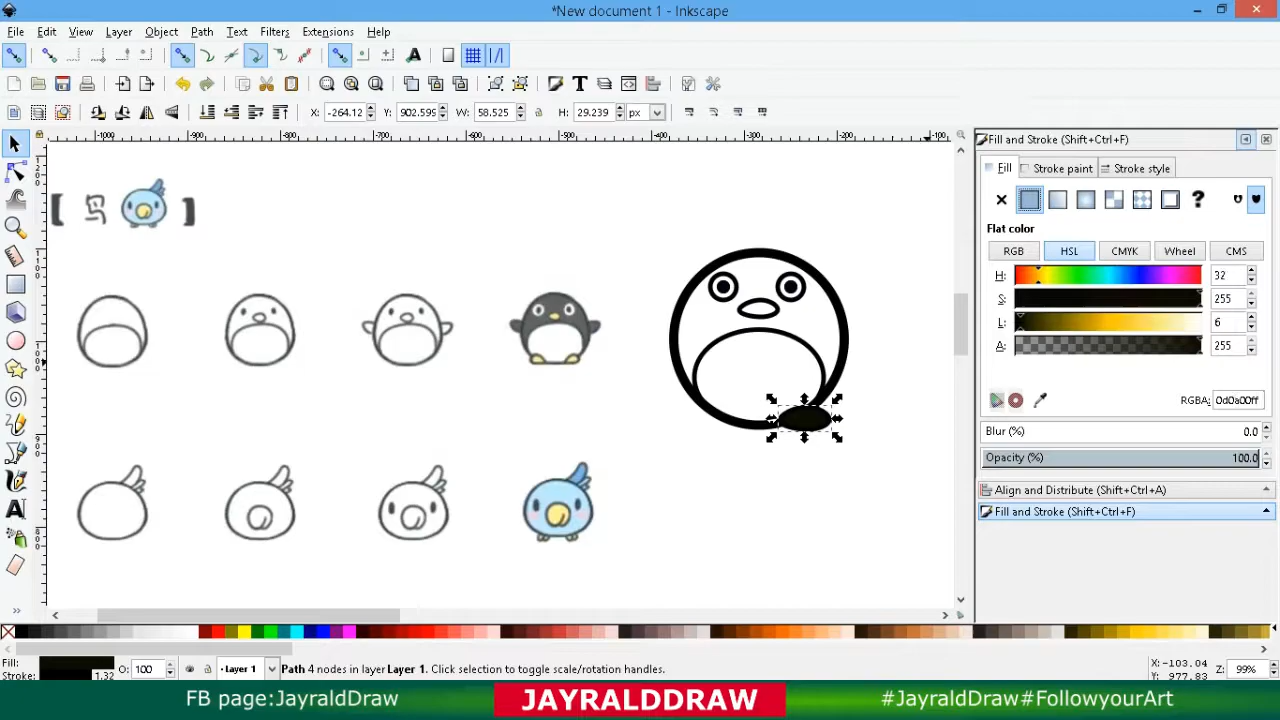 *New document 1 - Inkscape
File Edit View Layer Object Path Text Filters Extensions Help
X: -264.12 Y: 902.595 W: 58.525 H: 29.239 px
Fill and Stroke (Shift+Ctrl+F)
Fill Stroke paint Stroke style
Flat color
RGB HSL CMYK Wheel CMS
H: 32
S: 255
L: 6
A: 255
RGBA: 0d0a00ff
Blur (%) 0.0
Opacity (%) 100.0
Align and Distribute (Shift+Ctrl+A)
Fill and Stroke (Shift+Ctrl+F)
【 鸟 】
Fill: O: 100 Layer 1 Path 4 nodes in layer Layer 1. Click selection to toggle scale/rotation handles. X: -103.04 Z: 99%
Stroke: 1.32 Y: 977.83
FB page:JayraldDraw JAYRALDDRAW #JayraldDraw#FollowyourArt